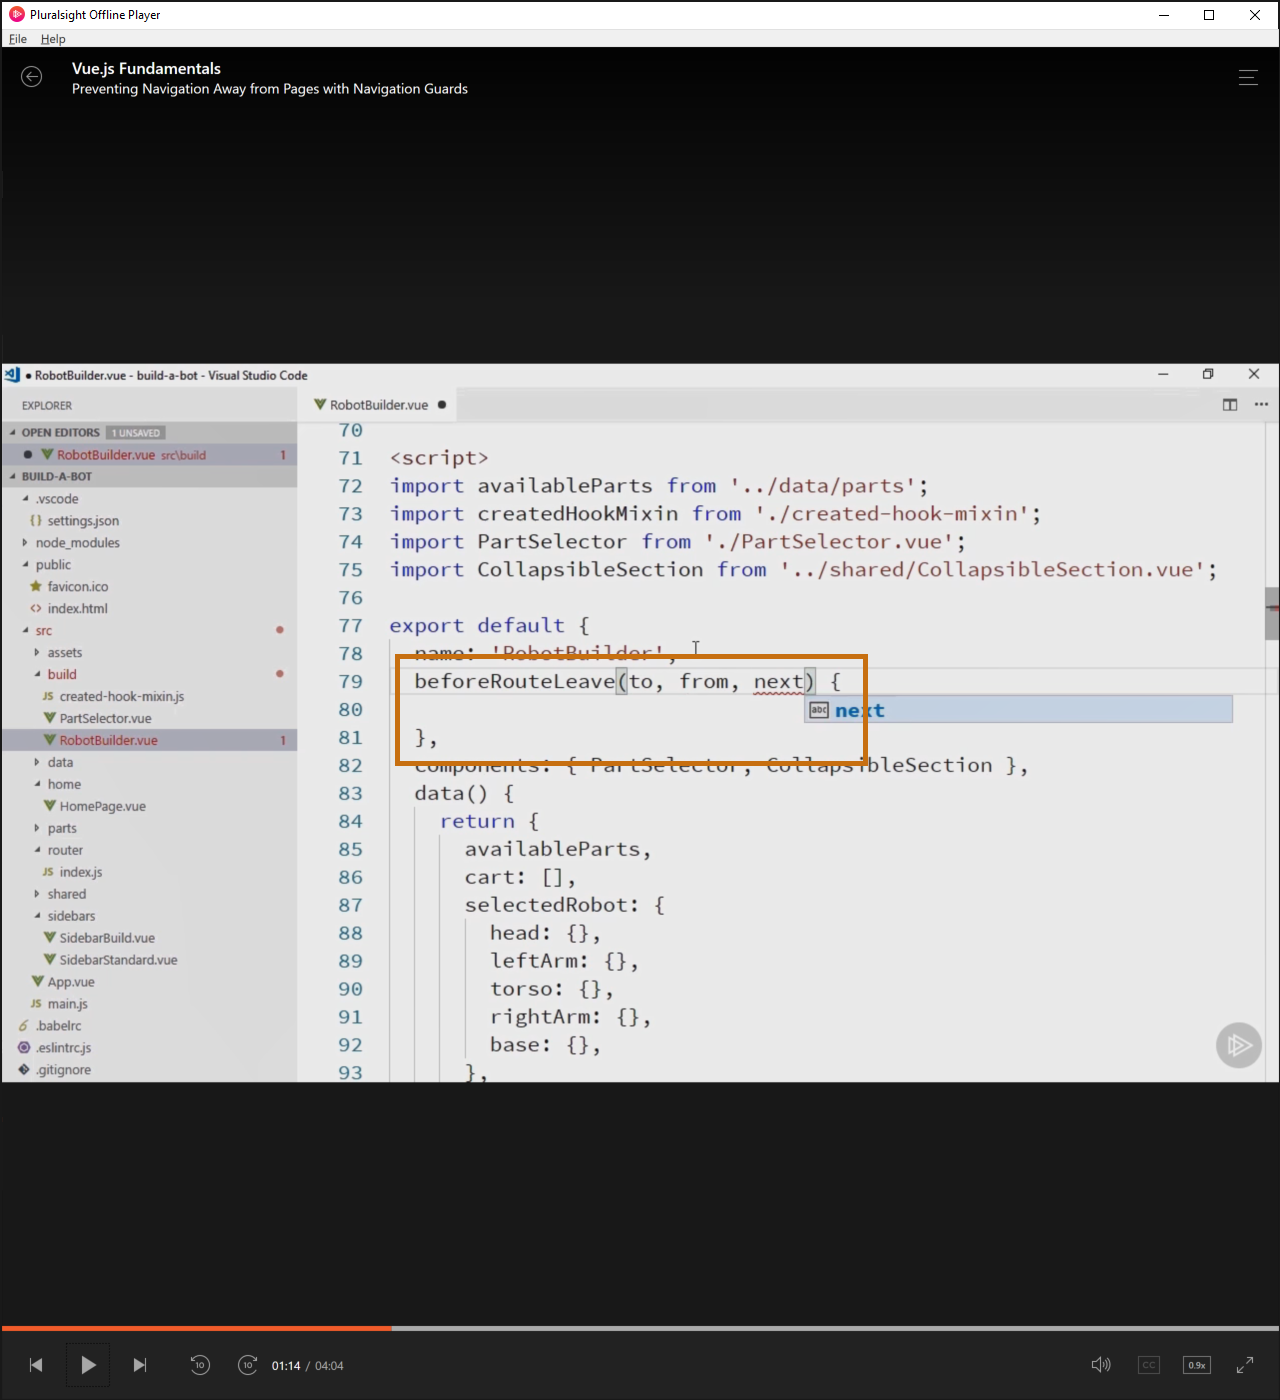 Pluralsight Offline Player
File Help
Vue.js Fundamentals
Preventing Navigation Away from Pages with Navigation Guards
● RobotBuilder.vue - build-a-bot - Visual Studio Code
EXPLORER
OPEN EDITORS 1 UNSAVED
RobotBuilder.vue src\build 1
BUILD-A-BOT
.vscode
{} settings.json
node_modules
public
favicon.ico
<> index.html
src
assets
build
JS created-hook-mixin.js
PartSelector.vue
RobotBuilder.vue 1
data
home
HomePage.vue
parts
router
JS index.js
shared
sidebars
SidebarBuild.vue
SidebarStandard.vue
App.vue
JS main.js
.babelrc
.eslintrc.js
.gitignore
RobotBuilder.vue ●
70
71 <script>
72 import availableParts from '../data/parts';
73 import createdHookMixin from './created-hook-mixin';
74 import PartSelector from './PartSelector.vue';
75 import CollapsibleSection from '../shared/CollapsibleSection.vue';
76
77 export default {
78 name: 'RobotBuilder',
79 beforeRouteLeave(to, from, next) {
80
abc next
81 },
82 components: { PartSelector, CollapsibleSection },
83 data() {
84 return {
85 availableParts,
86 cart: [],
87 selectedRobot: {
88 head: {},
89 leftArm: {},
90 torso: {},
91 rightArm: {},
92 base: {},
93 },
10
10
01:14 / 04:04
CC
0.9x